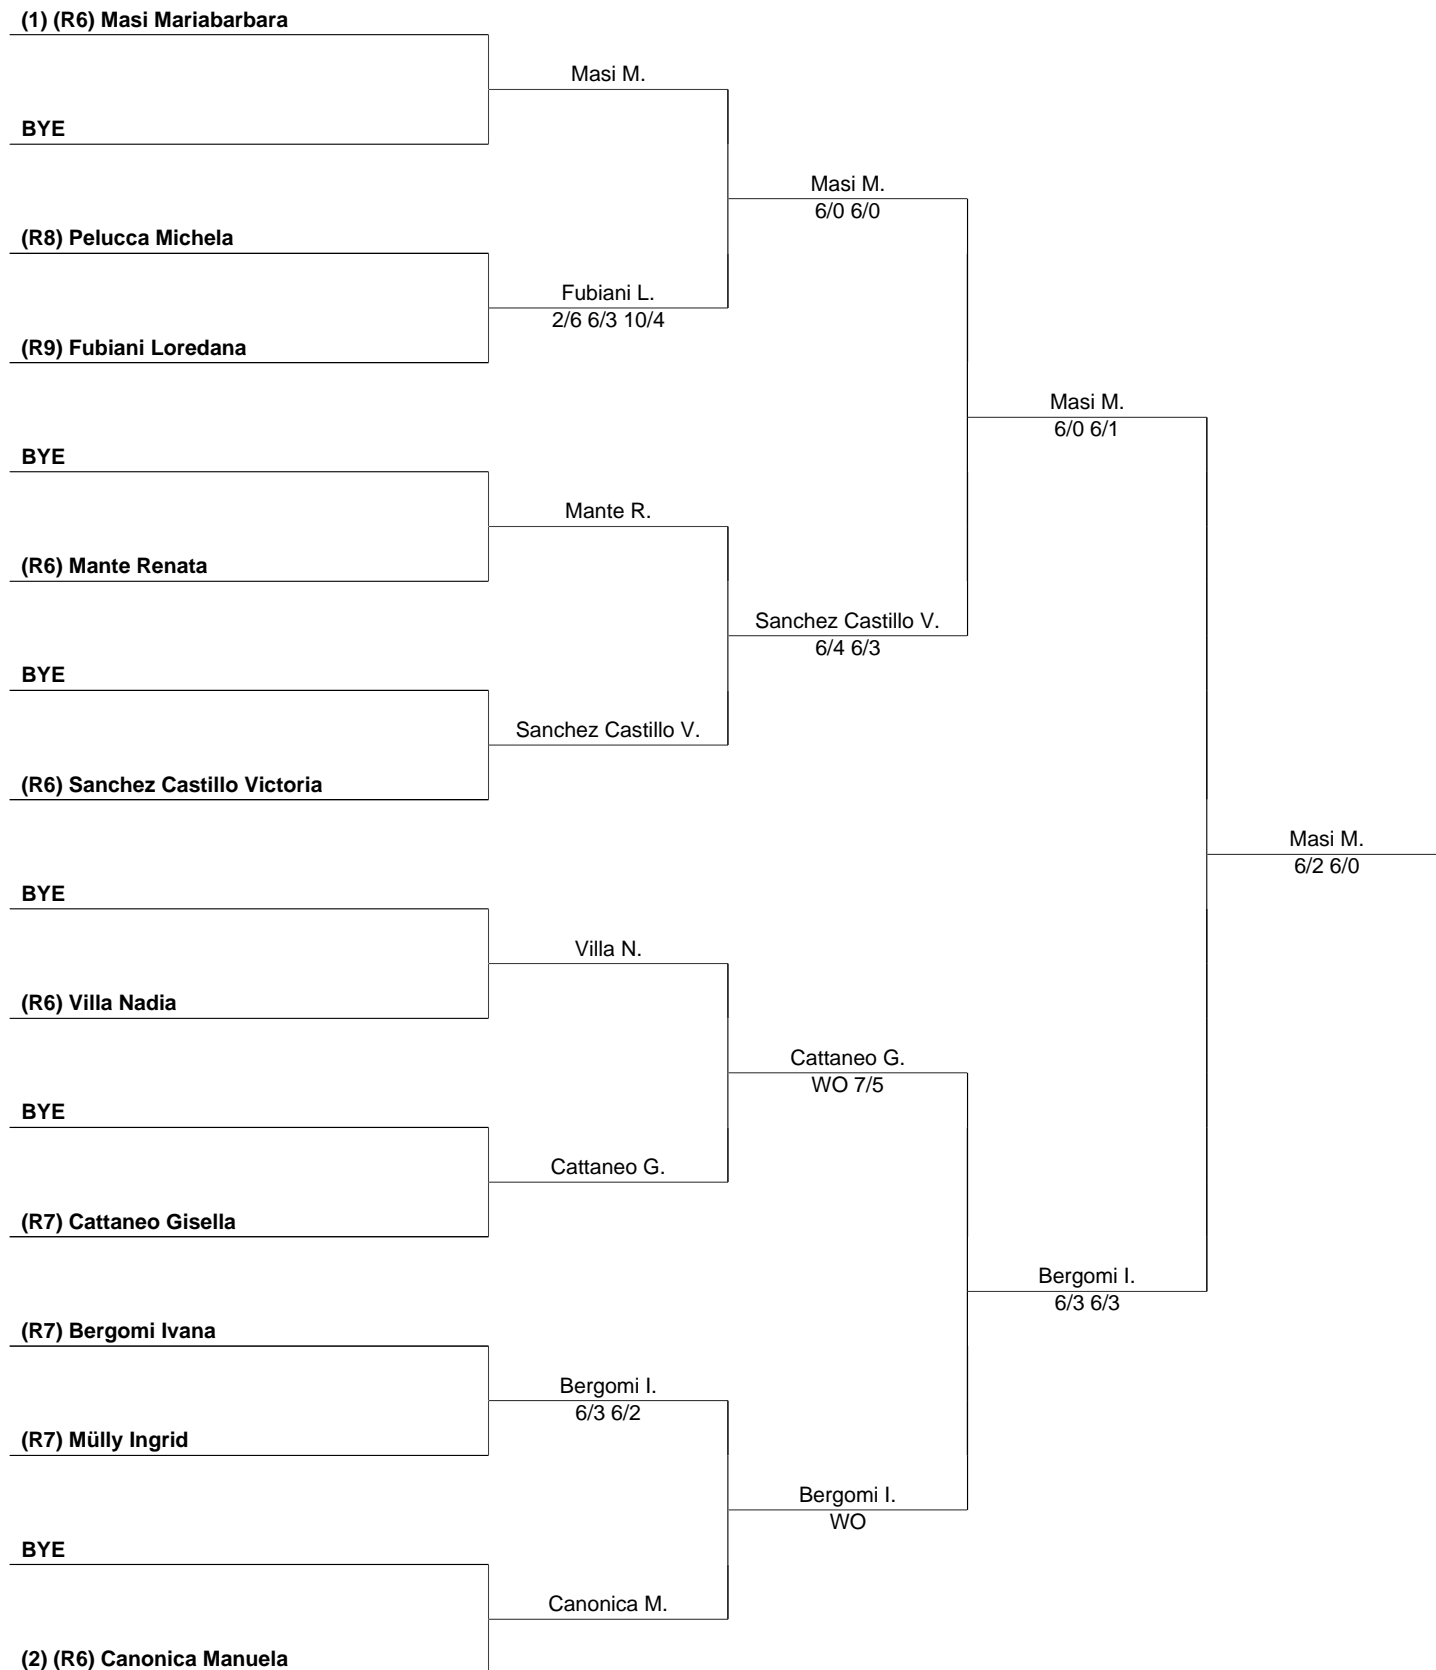 (1) (R6) Masi Mariabarbara
Masi M.
BYE
Masi M.
6/0 6/0
(R8) Pelucca Michela
Fubiani L.
2/6 6/3 10/4
(R9) Fubiani Loredana
Masi M.
6/0 6/1
BYE
Mante R.
(R6) Mante Renata
Sanchez Castillo V.
6/4 6/3
BYE
Sanchez Castillo V.
(R6) Sanchez Castillo Victoria
Masi M.
6/2 6/0
BYE
Villa N.
(R6) Villa Nadia
Cattaneo G.
WO 7/5
BYE
Cattaneo G.
(R7) Cattaneo Gisella
Bergomi I.
6/3 6/3
(R7) Bergomi Ivana
Bergomi I.
6/3 6/2
(R7) Mülly Ingrid
Bergomi I.
WO
BYE
Canonica M.
(2) (R6) Canonica Manuela